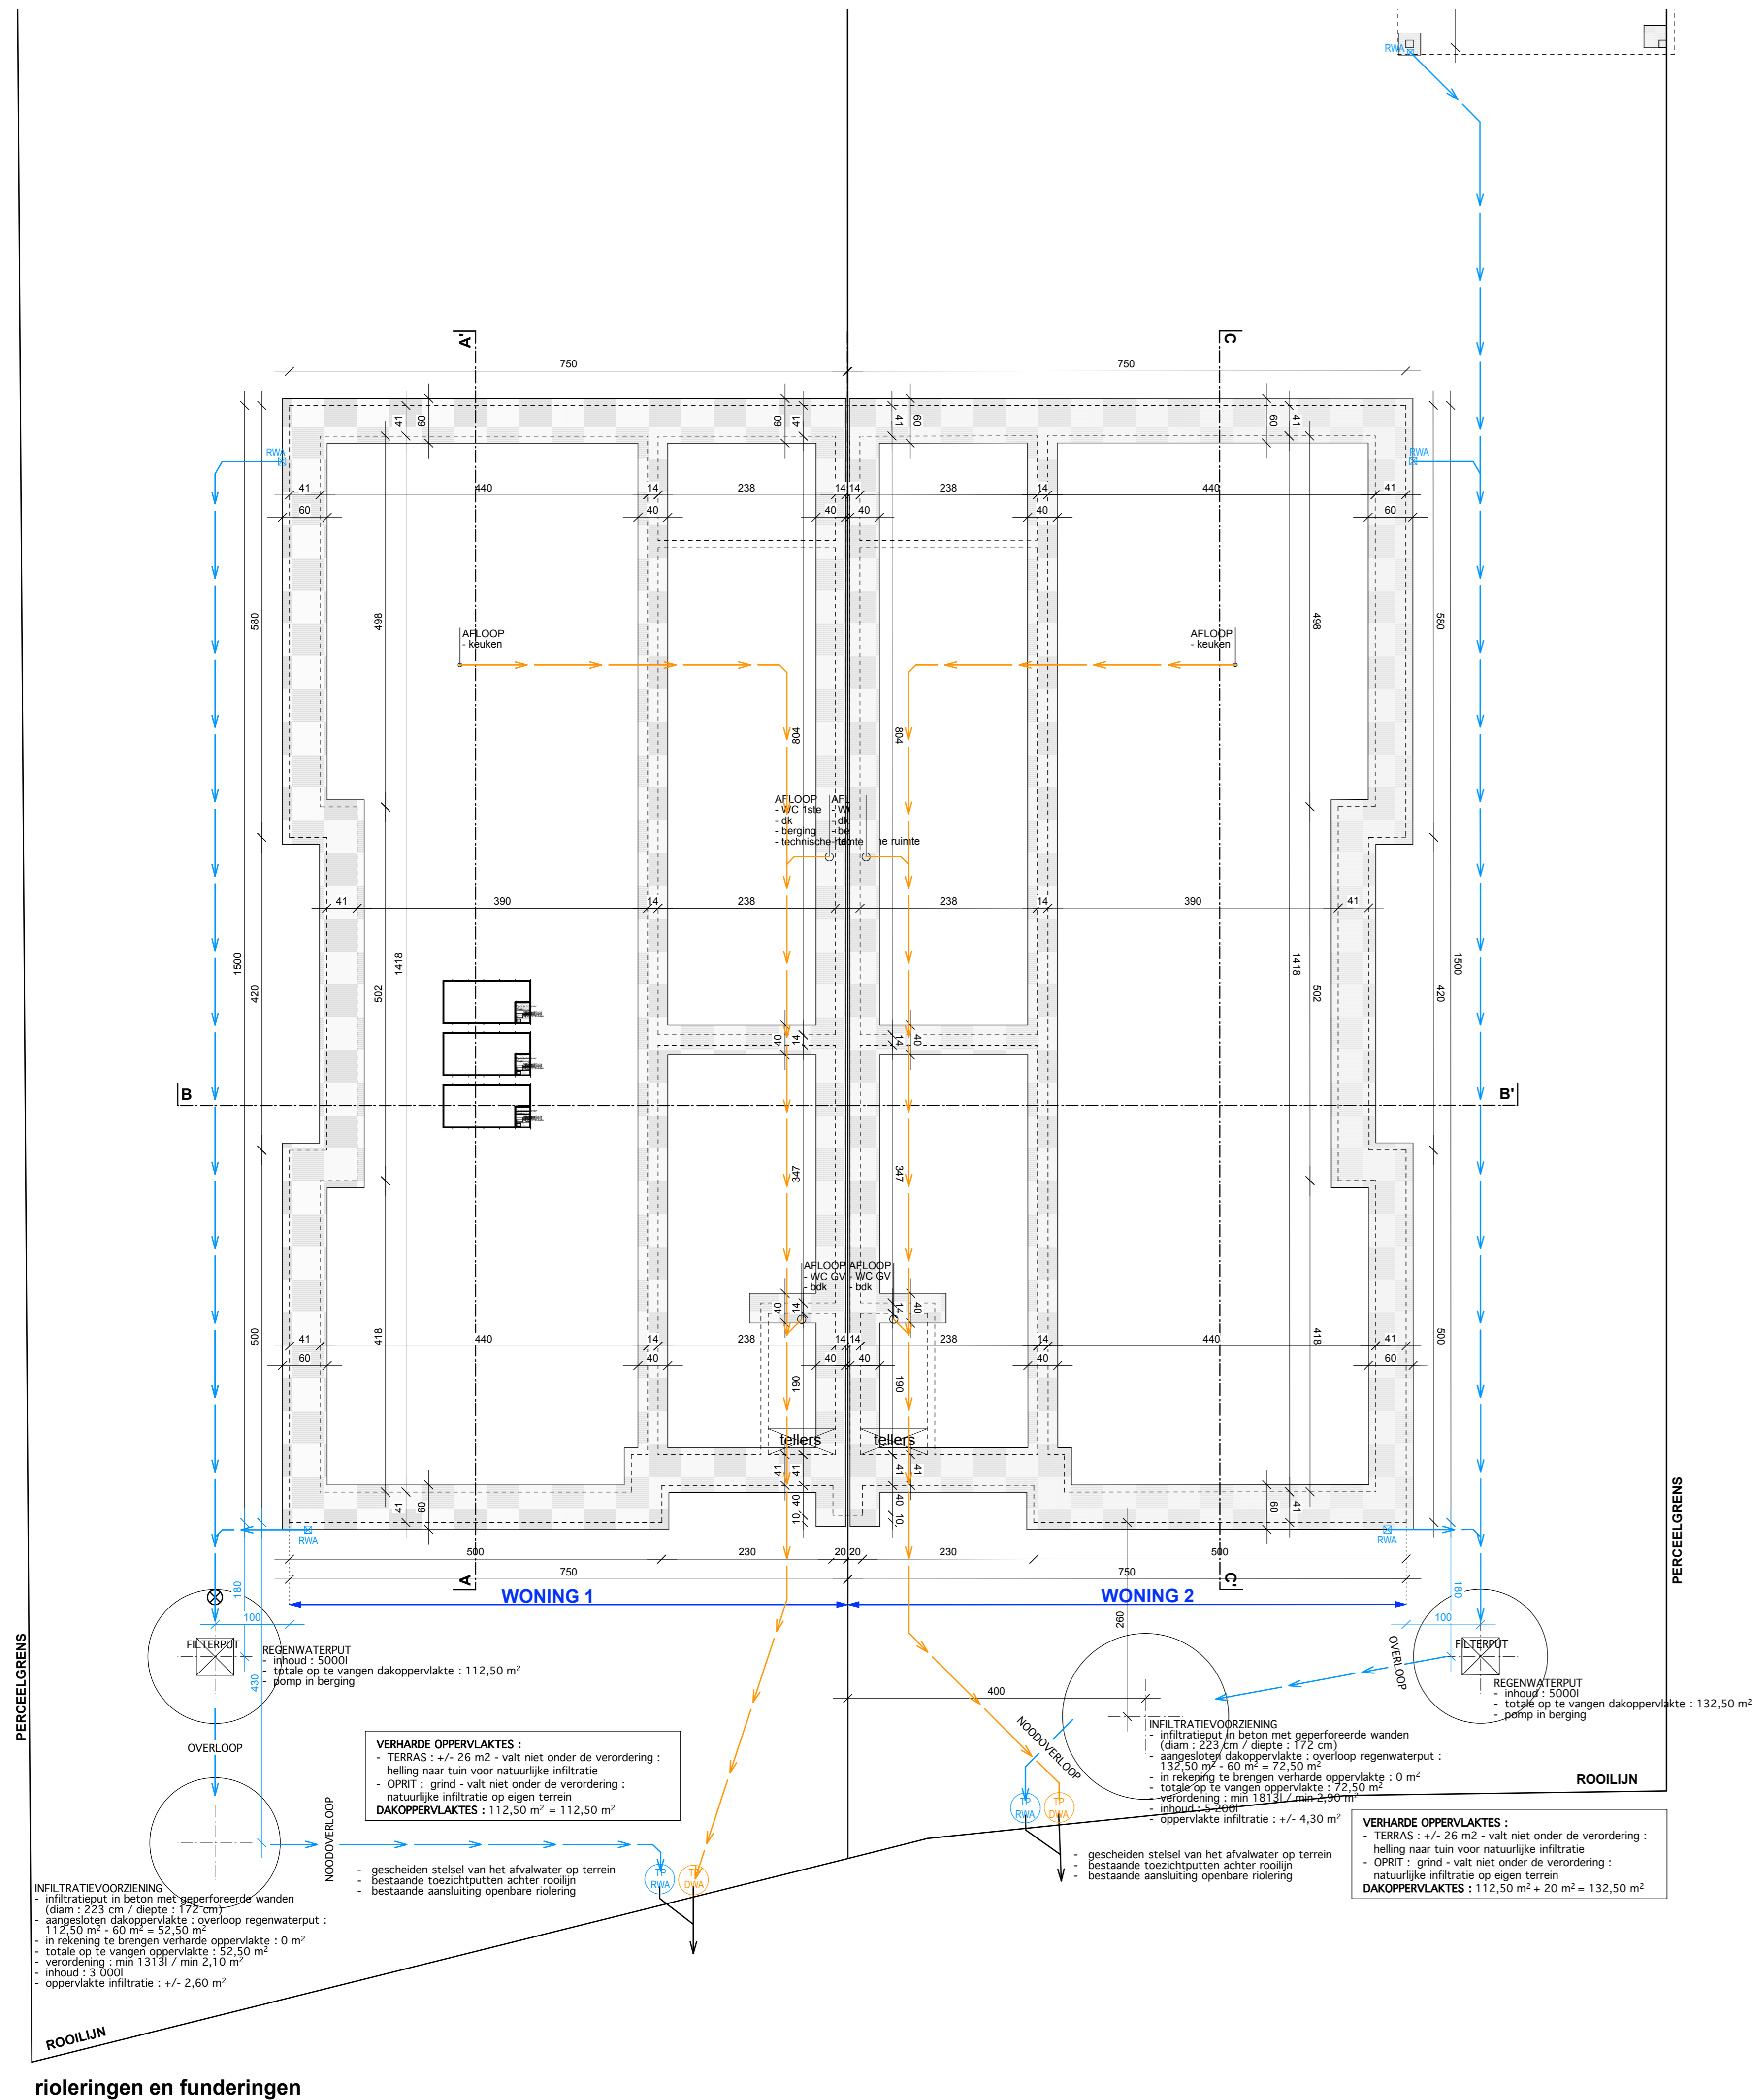 RWA
A'
C
750
750
41
60
60
41
41
60
60
41
RWA
RWA
41
440
14
238
14
14
238
14
440
41
60
40
40
40
40
60
580
498
498
580
AFLOOP
- keuken
AFLOOP
- keuken
804
804
AFLOOP
- WC 1ste
- dk
- berging
- technische
AFL
ne ruimte
41
390
14
238
238
14
390
41
1500
420
502
1418
1418
502
420
1500
40
14
14
40
B
B'
347
347
AFLOOP
- WC GV
- bdk
AFLOOP
- WC GV
- bdk
40
14
14
40
500
41
440
14
238
14
14
238
14
440
41
500
60
40
40
40
40
60
418
418
190
190
tellers
tellers
41
41
41
41
41
60
40
10
40
10
60
41
RWA
RWA
500
230
20
20
230
500
750
750
A
C'
WONING 1
WONING 2
180
100
260
180
100
PERCEELGRENS
PERCEELGRENS
FILTERPUT
REGENWATERPUT
- inhoud : 5000l
- totale op te vangen dakoppervlakte : 112,50 m²
- pomp in berging
430
OVERLOOP
FILTERPUT
OVERLOOP
REGENWATERPUT
- inhoud : 5000l
- totale op te vangen dakoppervlakte : 132,50 m²
- pomp in berging
400
NOODOVERLOOP
INFILTRATIEVOORZIENING
- infiltratieput in beton met geperforeerde wanden
(diam : 223 cm / diepte : 172 cm)
- aangesloten dakoppervlakte : overloop regenwaterput :
132,50 m² - 60 m² = 72,50 m²
- in rekening te brengen verharde oppervlakte : 0 m²
- totale op te vangen oppervlakte : 72,50 m²
- verordening : min 1813l / min 2,90 m²
- inhoud : 5 200l
- oppervlakte infiltratie : +/- 4,30 m²
ROOILIJN
VERHARDE OPPERVLAKTES :
- TERRAS : +/- 26 m2 - valt niet onder de verordering :
helling naar tuin voor natuurlijke infiltratie
- OPRIT : grind - valt niet onder de verordering :
natuurlijke infiltratie op eigen terrein
DAKOPPERVLAKTES : 112,50 m² = 112,50 m²
TP
RWA
TP
DWA
VERHARDE OPPERVLAKTES :
- TERRAS : +/- 26 m2 - valt niet onder de verordering :
helling naar tuin voor natuurlijke infiltratie
- OPRIT : grind - valt niet onder de verordering :
natuurlijke infiltratie op eigen terrein
DAKOPPERVLAKTES : 112,50 m² + 20 m² = 132,50 m²
NOODOVERLOOP
- gescheiden stelsel van het afvalwater op terrein
- bestaande toezichtputten achter rooilijn
- bestaande aansluiting openbare riolering
TP
RWA
TP
DWA
- gescheiden stelsel van het afvalwater op terrein
- bestaande toezichtputten achter rooilijn
- bestaande aansluiting openbare riolering
INFILTRATIEVOORZIENING
- infiltratieput in beton met geperforeerde wanden
(diam : 223 cm / diepte : 172 cm)
- aangesloten dakoppervlakte : overloop regenwaterput :
112,50 m² - 60 m² = 52,50 m²
- in rekening te brengen verharde oppervlakte : 0 m²
- totale op te vangen oppervlakte : 52,50 m²
- verordening : min 1313l / min 2,10 m²
- inhoud : 3 000l
- oppervlakte infiltratie : +/- 2,60 m²
ROOILIJN
rioleringen en funderingen